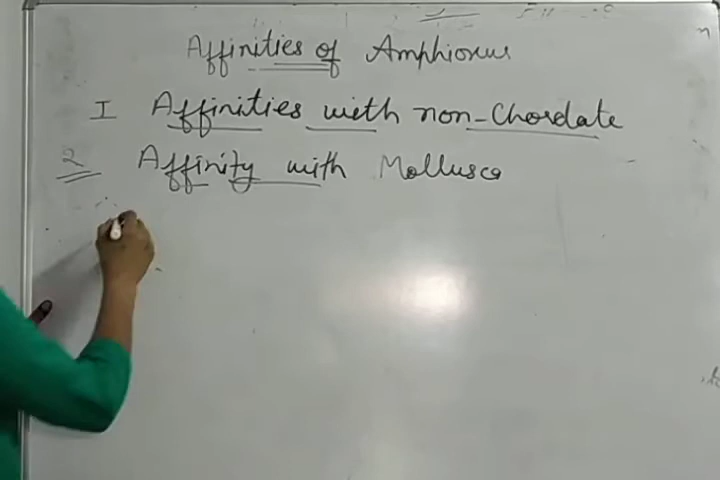 Affinities of Amphioxus
I Affinities with non-Chordate
2 Affinity with Mollusca